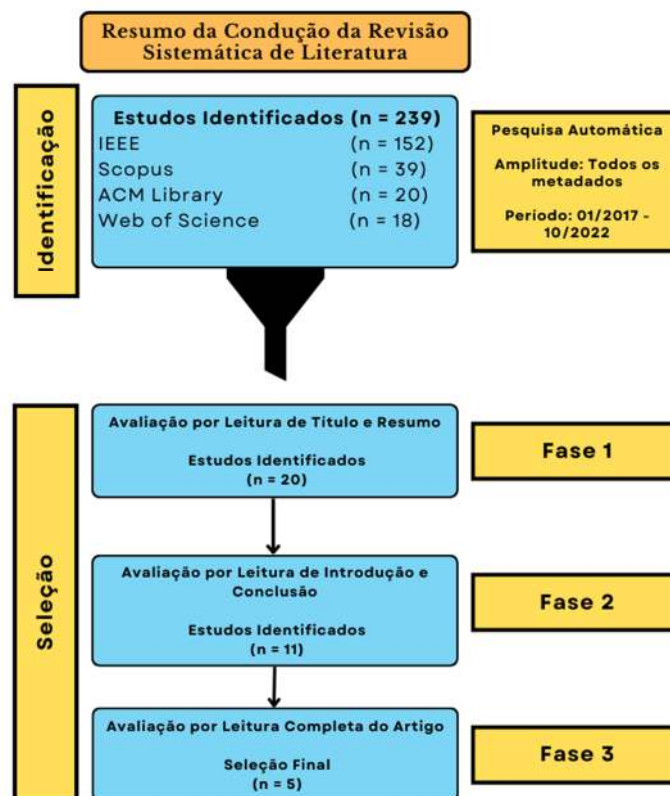 Resumo da Condução da Revisão
Sistemática de Literatura
Identificação
Estudos Identificados (n = 239)
IEEE (n = 152)
Scopus (n = 39)
ACM Library (n = 20)
Web of Science (n = 18)
Pesquisa Automática
Amplitude: Todos os
metadados
Período: 01/2017 -
10/2022
Seleção
Avaliação por Leitura de Título e Resumo
Estudos Identificados
(n = 20)
Fase 1
Avaliação por Leitura de Introdução e
Conclusão
Estudos Identificados
(n = 11)
Fase 2
Avaliação por Leitura Completa do Artigo
Seleção Final
(n = 5)
Fase 3